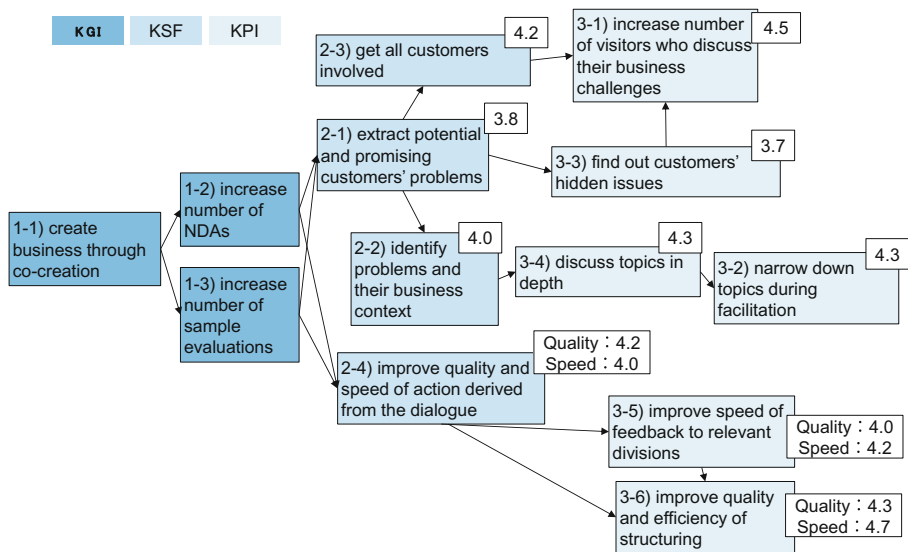 KGI
KSF
KPI
1-1) create
business through
co-creation
1-2) increase
number of
NDAs
1-3) increase
number of
sample
evaluations
2-3) get all customers
involved
4.2
2-1) extract potential
and promising
customers' problems
3.8
2-2) identify
problems and
their business
context
4.0
2-4) improve quality and
speed of action derived
from the dialogue
Quality：4.2
Speed：4.0
3-1) increase number
of visitors who discuss
their business
challenges
4.5
3-3) find out customers'
hidden issues
3.7
3-4) discuss topics in
depth
4.3
3-2) narrow down
topics during
facilitation
4.3
3-5) improve speed of
feedback to relevant
divisions
Quality：4.0
Speed：4.2
3-6) improve quality
and efficiency of
structuring
Quality：4.3
Speed：4.7